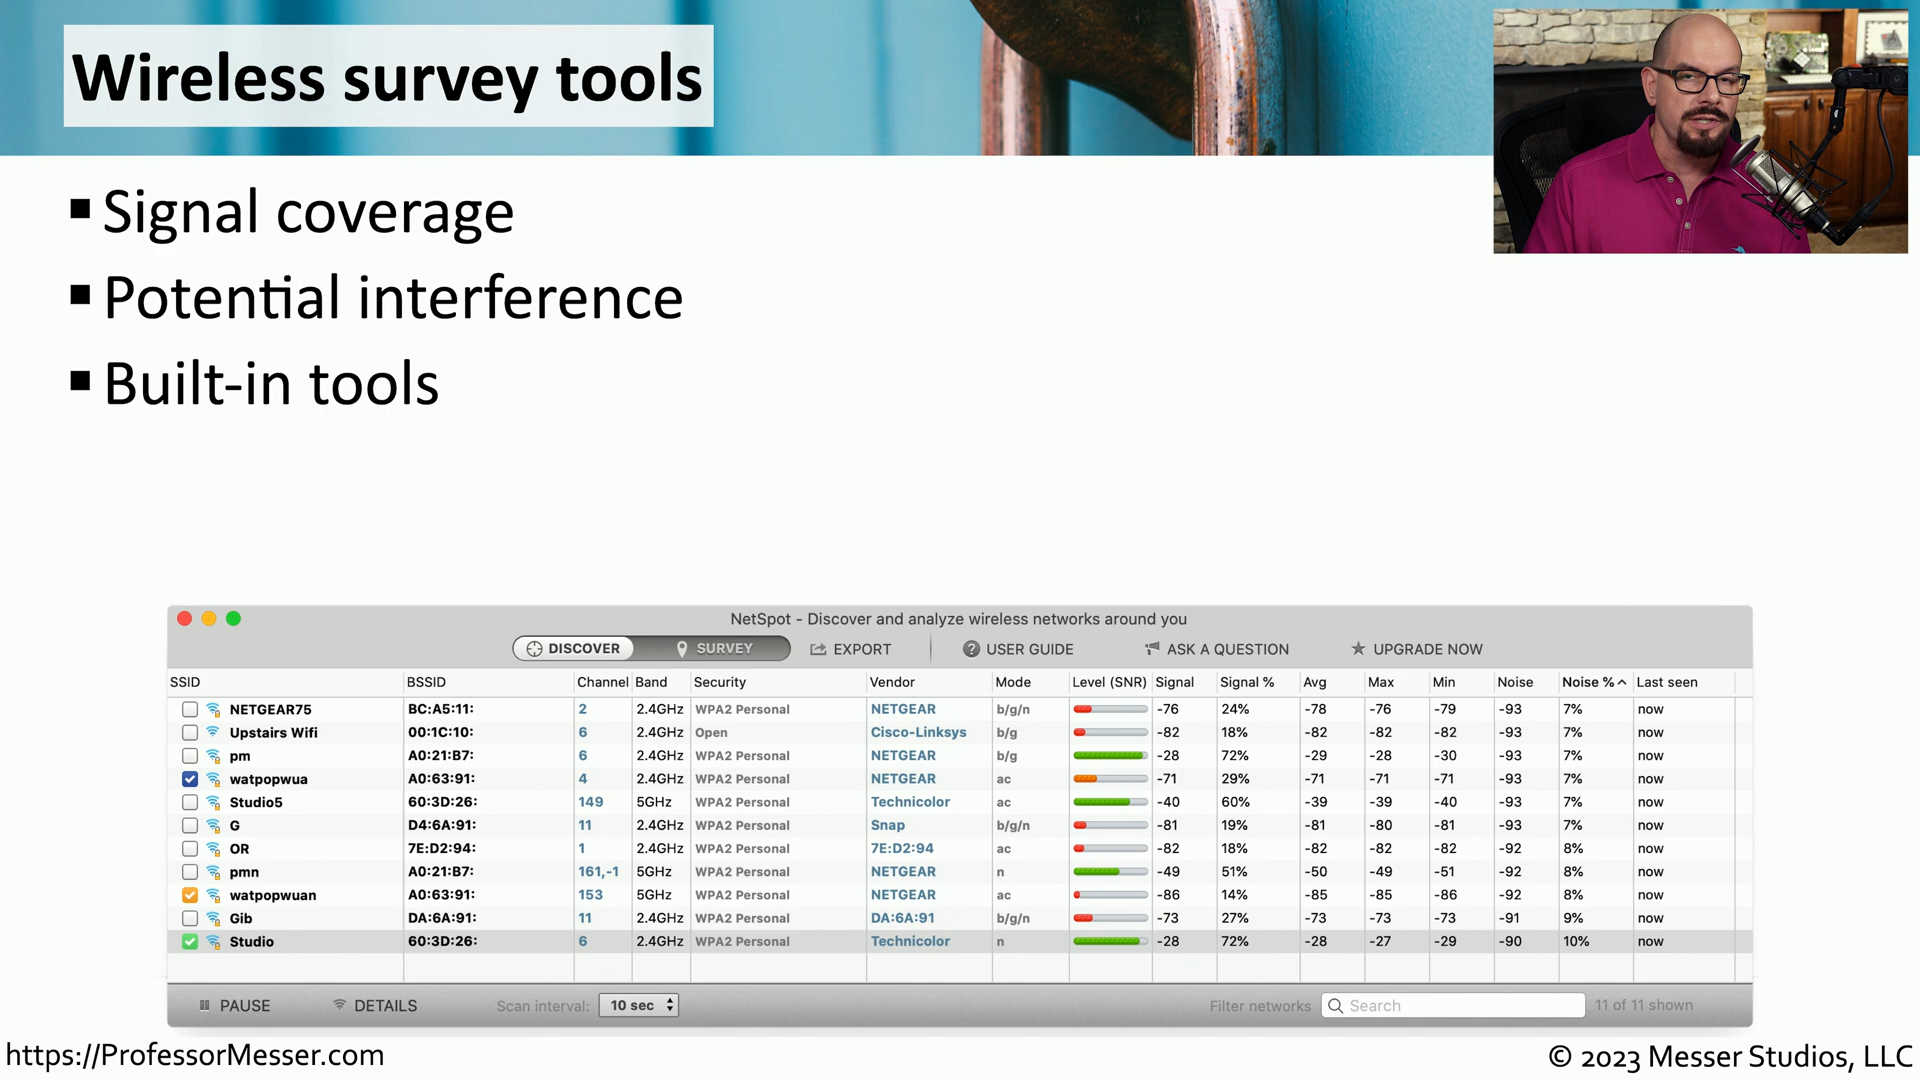 Wireless survey tools
Signal coverage
Potential interference
Built-in tools
NetSpot - Discover and analyze wireless networks around you
DISCOVER SURVEY EXPORT USER GUIDE ASK A QUESTION UPGRADE NOW
SSID BSSID Channel Band Security Vendor Mode Level (SNR) Signal Signal % Avg Max Min Noise Noise % Last seen
NETGEAR75 BC:A5:11: 2 2.4GHz WPA2 Personal NETGEAR b/g/n -76 24% -78 -76 -79 -93 7% now
Upstairs Wifi 00:1C:10: 6 2.4GHz Open Cisco-Linksys b/g -82 18% -82 -82 -82 -93 7% now
pm A0:21:B7: 6 2.4GHz WPA2 Personal NETGEAR b/g -28 72% -29 -28 -30 -93 7% now
watpopwua A0:63:91: 4 2.4GHz WPA2 Personal NETGEAR ac -71 29% -71 -71 -71 -93 7% now
Studio5 60:3D:26: 149 5GHz WPA2 Personal Technicolor ac -40 60% -39 -39 -40 -93 7% now
G D4:6A:91: 11 2.4GHz WPA2 Personal Snap b/g/n -81 19% -81 -80 -81 -93 7% now
OR 7E:D2:94: 1 2.4GHz WPA2 Personal 7E:D2:94 ac -82 18% -82 -82 -82 -92 8% now
pmn A0:21:B7: 161,-1 5GHz WPA2 Personal NETGEAR n -49 51% -50 -49 -51 -92 8% now
watpopwuan A0:63:91: 153 5GHz WPA2 Personal NETGEAR ac -86 14% -85 -85 -86 -92 8% now
Gib DA:6A:91: 11 2.4GHz WPA2 Personal DA:6A:91 b/g/n -73 27% -73 -73 -73 -91 9% now
Studio 60:3D:26: 6 2.4GHz WPA2 Personal Technicolor n -28 72% -28 -27 -29 -90 10% now
PAUSE DETAILS Scan interval: 10 sec Filter networks Search 11 of 11 shown
https://ProfessorMesser.com © 2023 Messer Studios, LLC